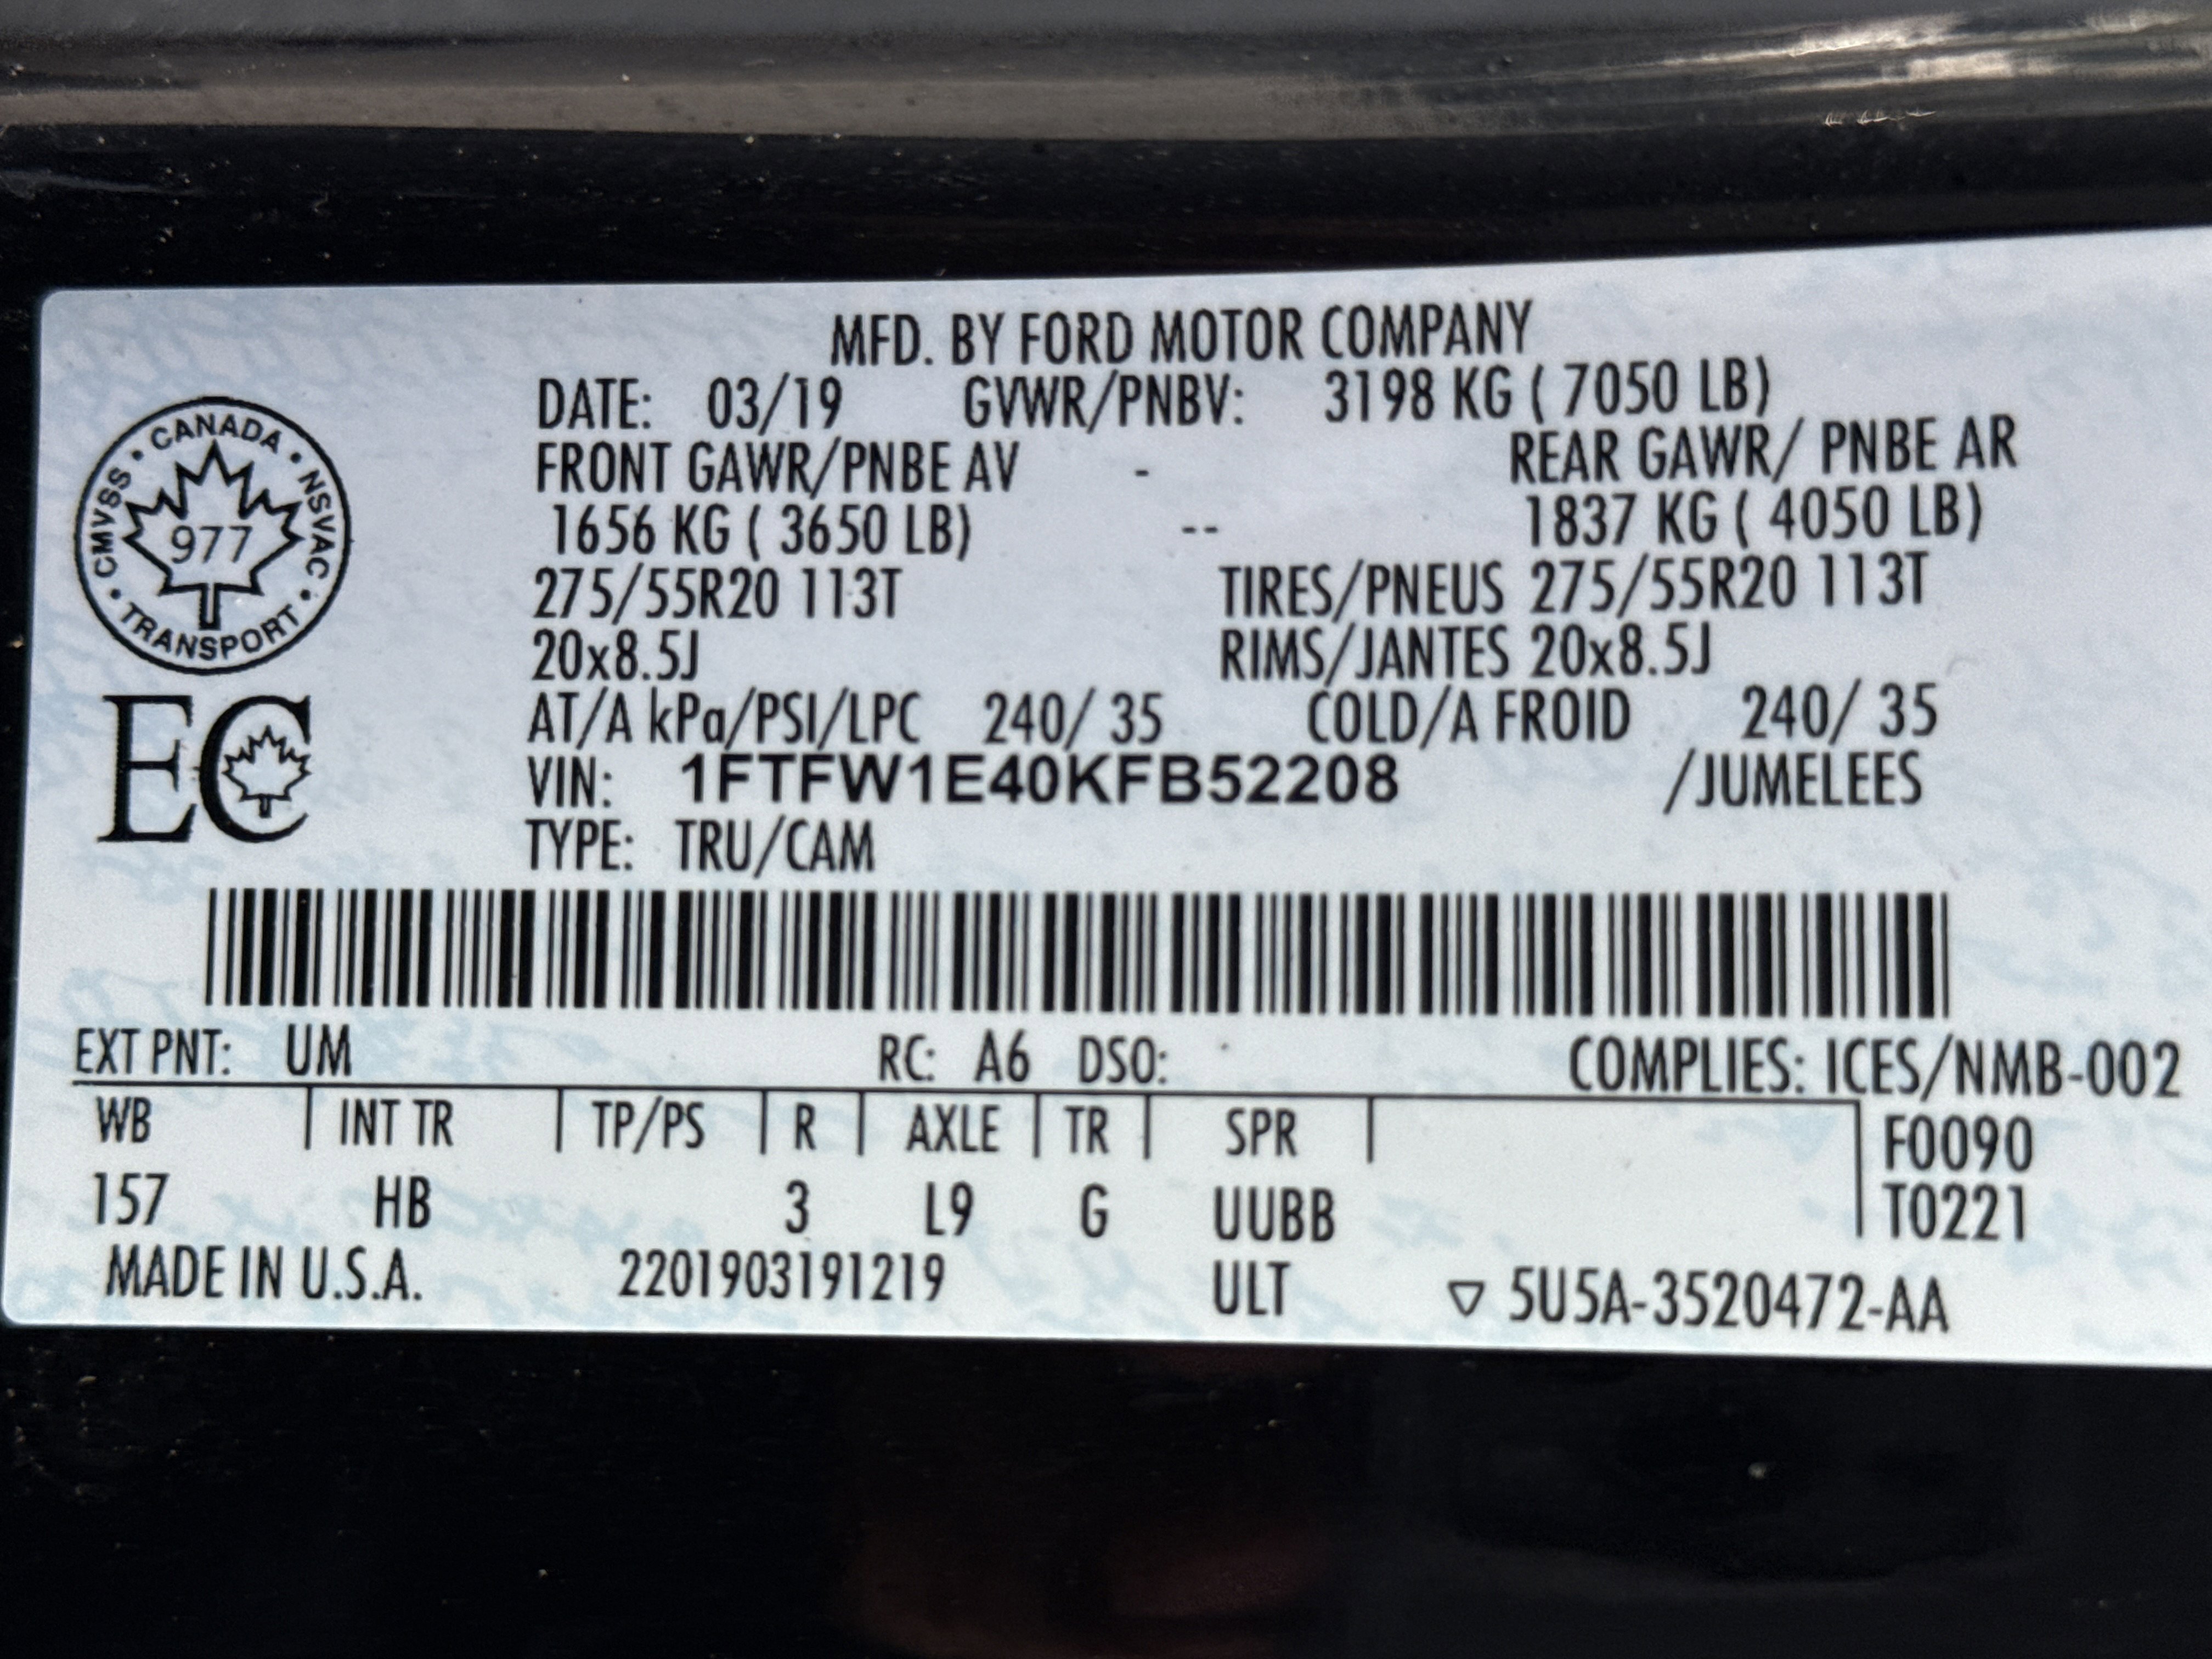 MFD. BY FORD MOTOR COMPANY
DATE: 03/19 GVWR/PNBV: 3198 KG ( 7050 LB)
FRONT GAWR/PNBE AV - REAR GAWR/ PNBE AR
1656 KG ( 3650 LB) -- 1837 KG ( 4050 LB)
275/55R20 113T TIRES/PNEUS 275/55R20 113T
20x8.5J RIMS/JANTES 20x8.5J
AT/A kPa/PSI/LPC 240/ 35 COLD/A FROID 240/ 35
VIN: 1FTFW1E40KFB52208 /JUMELEES
TYPE: TRU/CAM
CANADA • NSVAC • TRANSPORT • CMVSS •
977
EC
EXT PNT: UM RC: A6 DSO: COMPLIES: ICES/NMB-002
WB | INT TR | TP/PS | R | AXLE | TR | SPR | F0090
157 HB 3 L9 G UUBB T0221
MADE IN U.S.A. 2201903191219 ULT ▽ 5U5A-3520472-AA